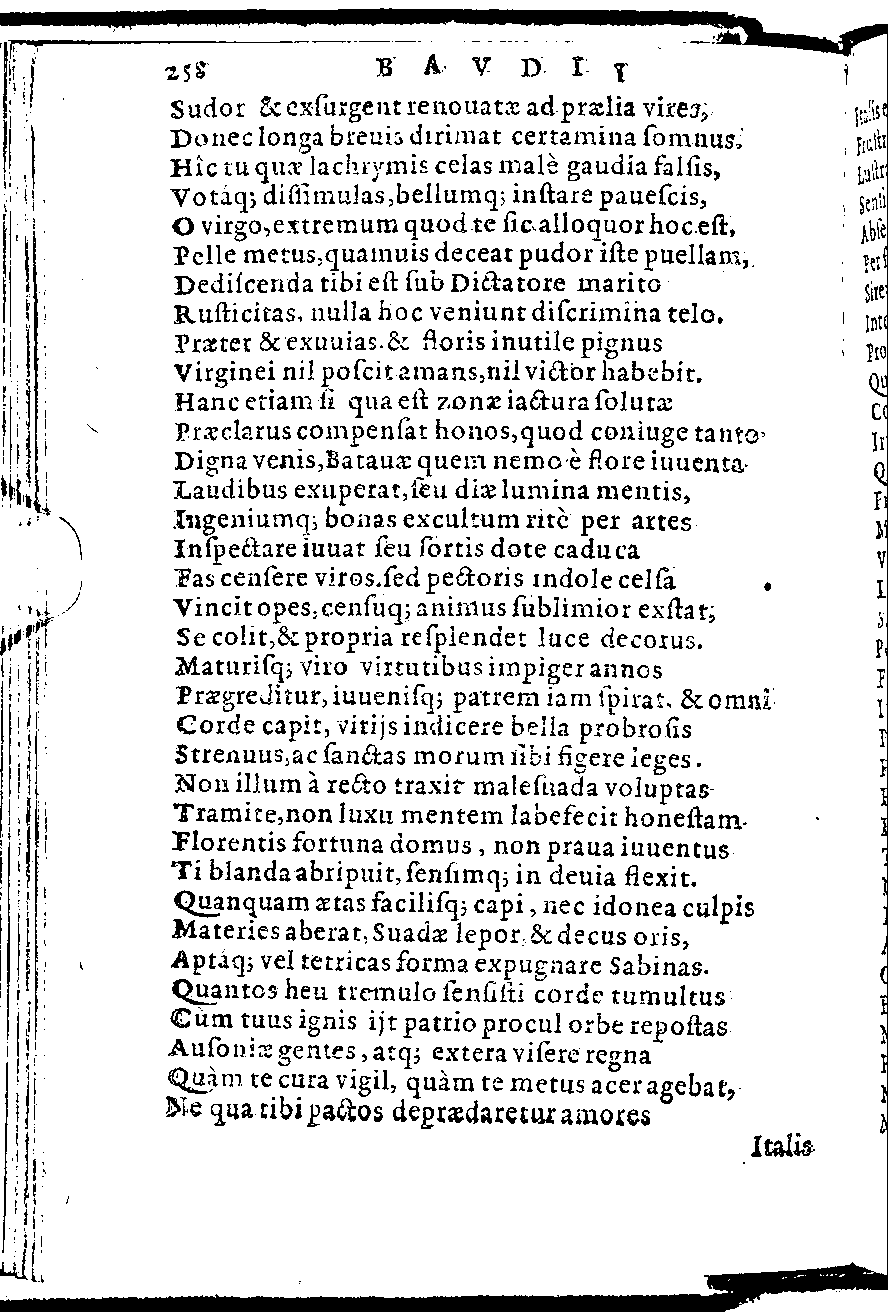 258 B A V D I I
Sudor & exſurgent renouatæ ad prælia vires;
Donec longa breuis dirimat certamina ſomnus.
Hîc tu quæ lachrymis celas malè gaudia falſis,
Votáq; diſſimulas, bellumq; inſtare paueſcis,
O virgo, extremum quod te ſic alloquor hoc eſt,
Pelle metus, quamuis deceat pudor iſte puellam,
Dediſcenda tibi eſt ſub Dictatore marito
Ruſticitas, nulla hoc veniunt diſcrimina telo.
Præter & exuuias & floris inutile pignus
Virginei nil poſcit amans, nil victor habebit.
Hanc etiam ſi qua eſt zonæ iactura ſolutæ
Præclarus compenſat honos, quod coniuge tanto
Digna venis, Batauæ quem nemo è flore iuuenta
Laudibus exuperat, ſeu diæ lumina mentis,
Ingeniumq; bonas excultum ritè per artes
Inſpectare iuuat ſeu ſortis dote caduca
Fas cenſere viros. ſed pectoris indole celſa
Vincit opes, cenſuq; animus ſublimior exſtat;
Se colit, & propria reſplendet luce decorus.
Maturiſq; viro virtutibus impiger annos
Prægreditur, iuueniſq; patrem iam ſpirat. & omni
Corde capit, vitijs indicere bella probroſis
Strenuus, ac ſanctas morum ſibi figere leges.
Non illum à recto traxit maleſuada voluptas
Tramite, non luxu mentem labefecit honeſtam
Florentis fortuna domus, non praua iuuentus
Ti blanda abripuit, ſenſimq; in deuia flexit.
Quanquam ætas faciliſq; capi, nec idonea culpis
Materies aberat, Suadæ lepor, & decus oris,
Aptáq; vel tetricas forma expugnare Sabinas.
Quantos heu tremulo ſenſiſti corde tumultus
Cùm tuus ignis ijt patrio procul orbe repoſtas
Auſoniæ gentes, atq; extera viſere regna
Quàm te cura vigil, quàm te metus acer agebat,
Ne qua tibi pactos deprædaretur amores
Italis